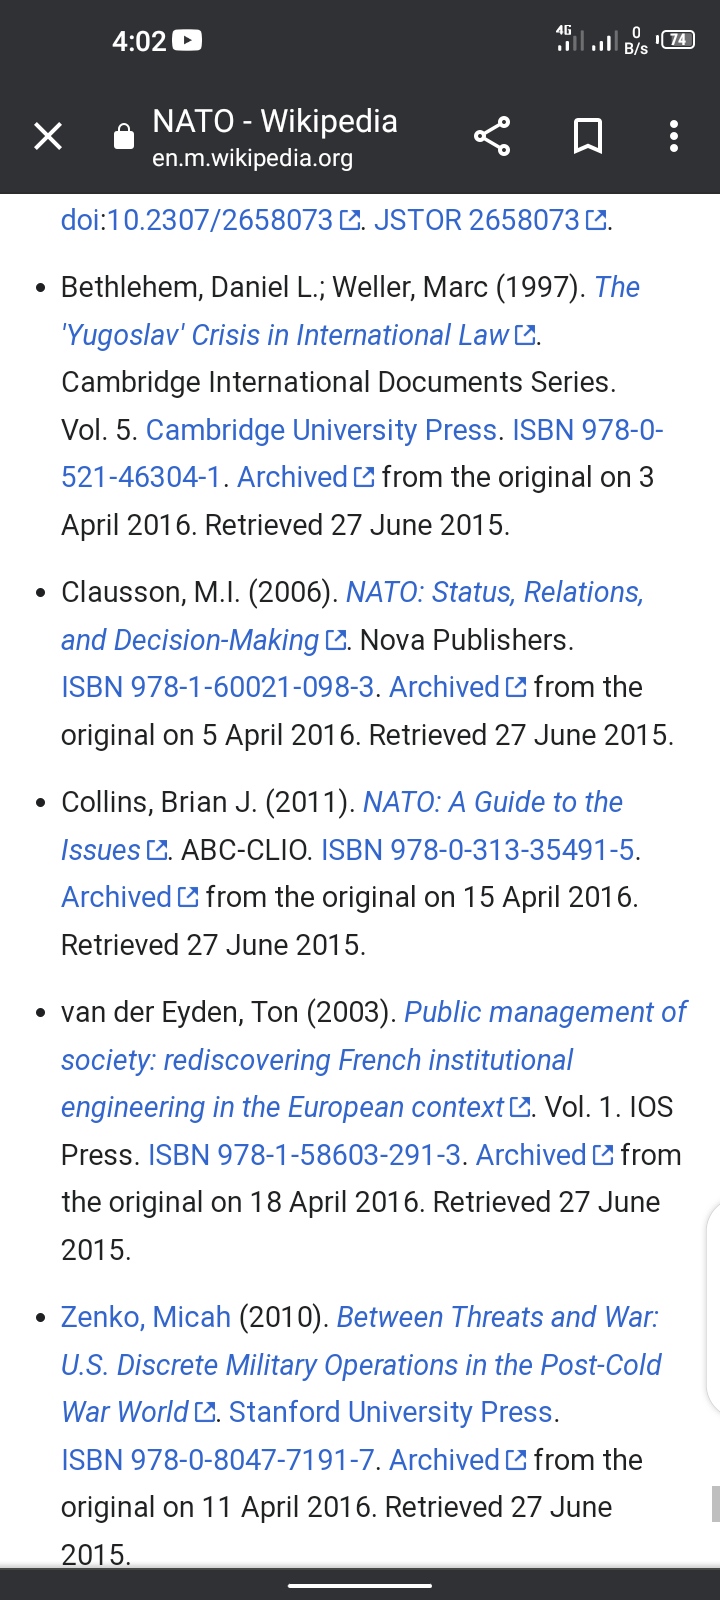 4:02
4G
0
B/s
74
NATO - Wikipedia
en.m.wikipedia.org
doi:10.2307/2658073. JSTOR 2658073.
• Bethlehem, Daniel L.; Weller, Marc (1997). The
'Yugoslav' Crisis in International Law.
Cambridge International Documents Series.
Vol. 5. Cambridge University Press. ISBN 978-0-
521-46304-1. Archived from the original on 3
April 2016. Retrieved 27 June 2015.
• Clausson, M.I. (2006). NATO: Status, Relations,
and Decision-Making. Nova Publishers.
ISBN 978-1-60021-098-3. Archived from the
original on 5 April 2016. Retrieved 27 June 2015.
• Collins, Brian J. (2011). NATO: A Guide to the
Issues. ABC-CLIO. ISBN 978-0-313-35491-5.
Archived from the original on 15 April 2016.
Retrieved 27 June 2015.
• van der Eyden, Ton (2003). Public management of
society: rediscovering French institutional
engineering in the European context. Vol. 1. IOS
Press. ISBN 978-1-58603-291-3. Archived from
the original on 18 April 2016. Retrieved 27 June
2015.
• Zenko, Micah (2010). Between Threats and War:
U.S. Discrete Military Operations in the Post-Cold
War World. Stanford University Press.
ISBN 978-0-8047-7191-7. Archived from the
original on 11 April 2016. Retrieved 27 June
2015.